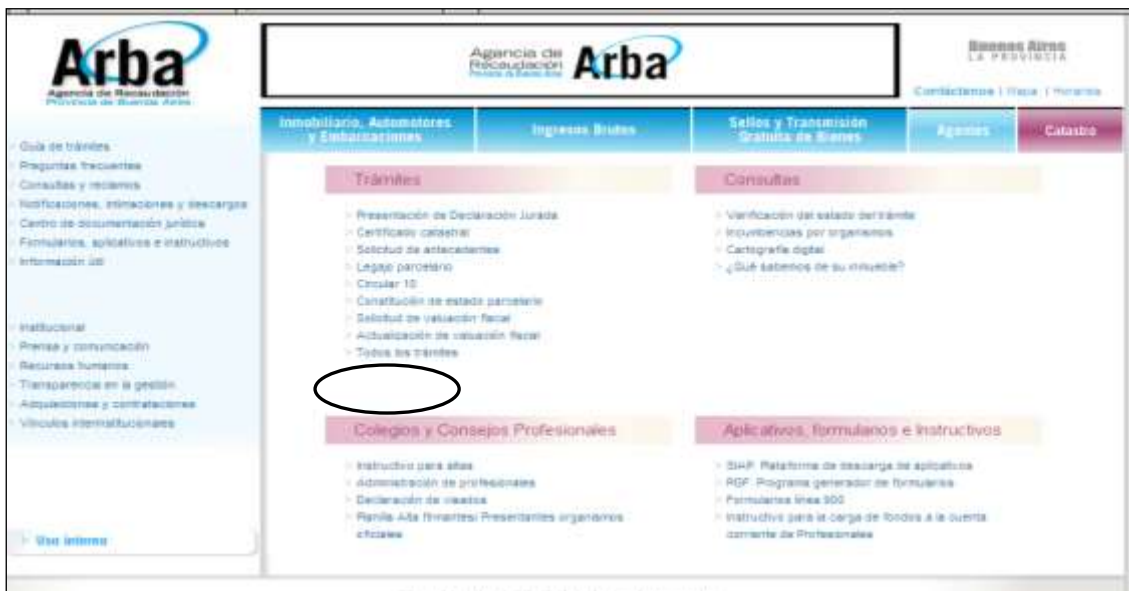 Arba
Agencia de Recaudación
Provincia de Buenos Aires
Agencia de
Recaudación
Arba
Buenos Aires
LA PROVINCIA
Contáctenos | Mapa | Horarios
Inmobiliario, Automotores
y Embarcaciones
Ingresos Brutos
Sellos y Transmisión
Gratuita de Bienes
Agentes
Catastro
Guía de trámites
Preguntas frecuentes
Consultas y reclamos
Notificaciones, intimaciones y descargos
Centro de documentación jurídica
Formularios, aplicativos e instructivos
Información útil
Institucional
Prensa y comunicación
Recursos humanos
Transparencia en la gestión
Adquisiciones y contrataciones
Vínculos interinstitucionales
Uso interno
Trámites
Presentación de Declaración Jurada
Certificado catastral
Solicitud de antecedentes
Legajo parcelario
Circular 10
Constitución de estado parcelario
Solicitud de valuación fiscal
Actualización de valuación fiscal
Todos los trámites
Consultas
Verificación del estado del trámite
Incumbencias por organismos
Cartografía digital
¿Qué sabemos de su inmueble?
Colegios y Consejos Profesionales
Instructivo para altas
Administración de profesionales
Declaración de visados
Planilla Alta firmantes/ Presentantes organismos
oficiales
Aplicativos, formularios e Instructivos
SIAP. Plataforma de descarga de aplicativos
PGF. Programa generador de formularios
Formularios línea 900
Instructivo para la carga de fondos a la cuenta
corriente de Profesionales